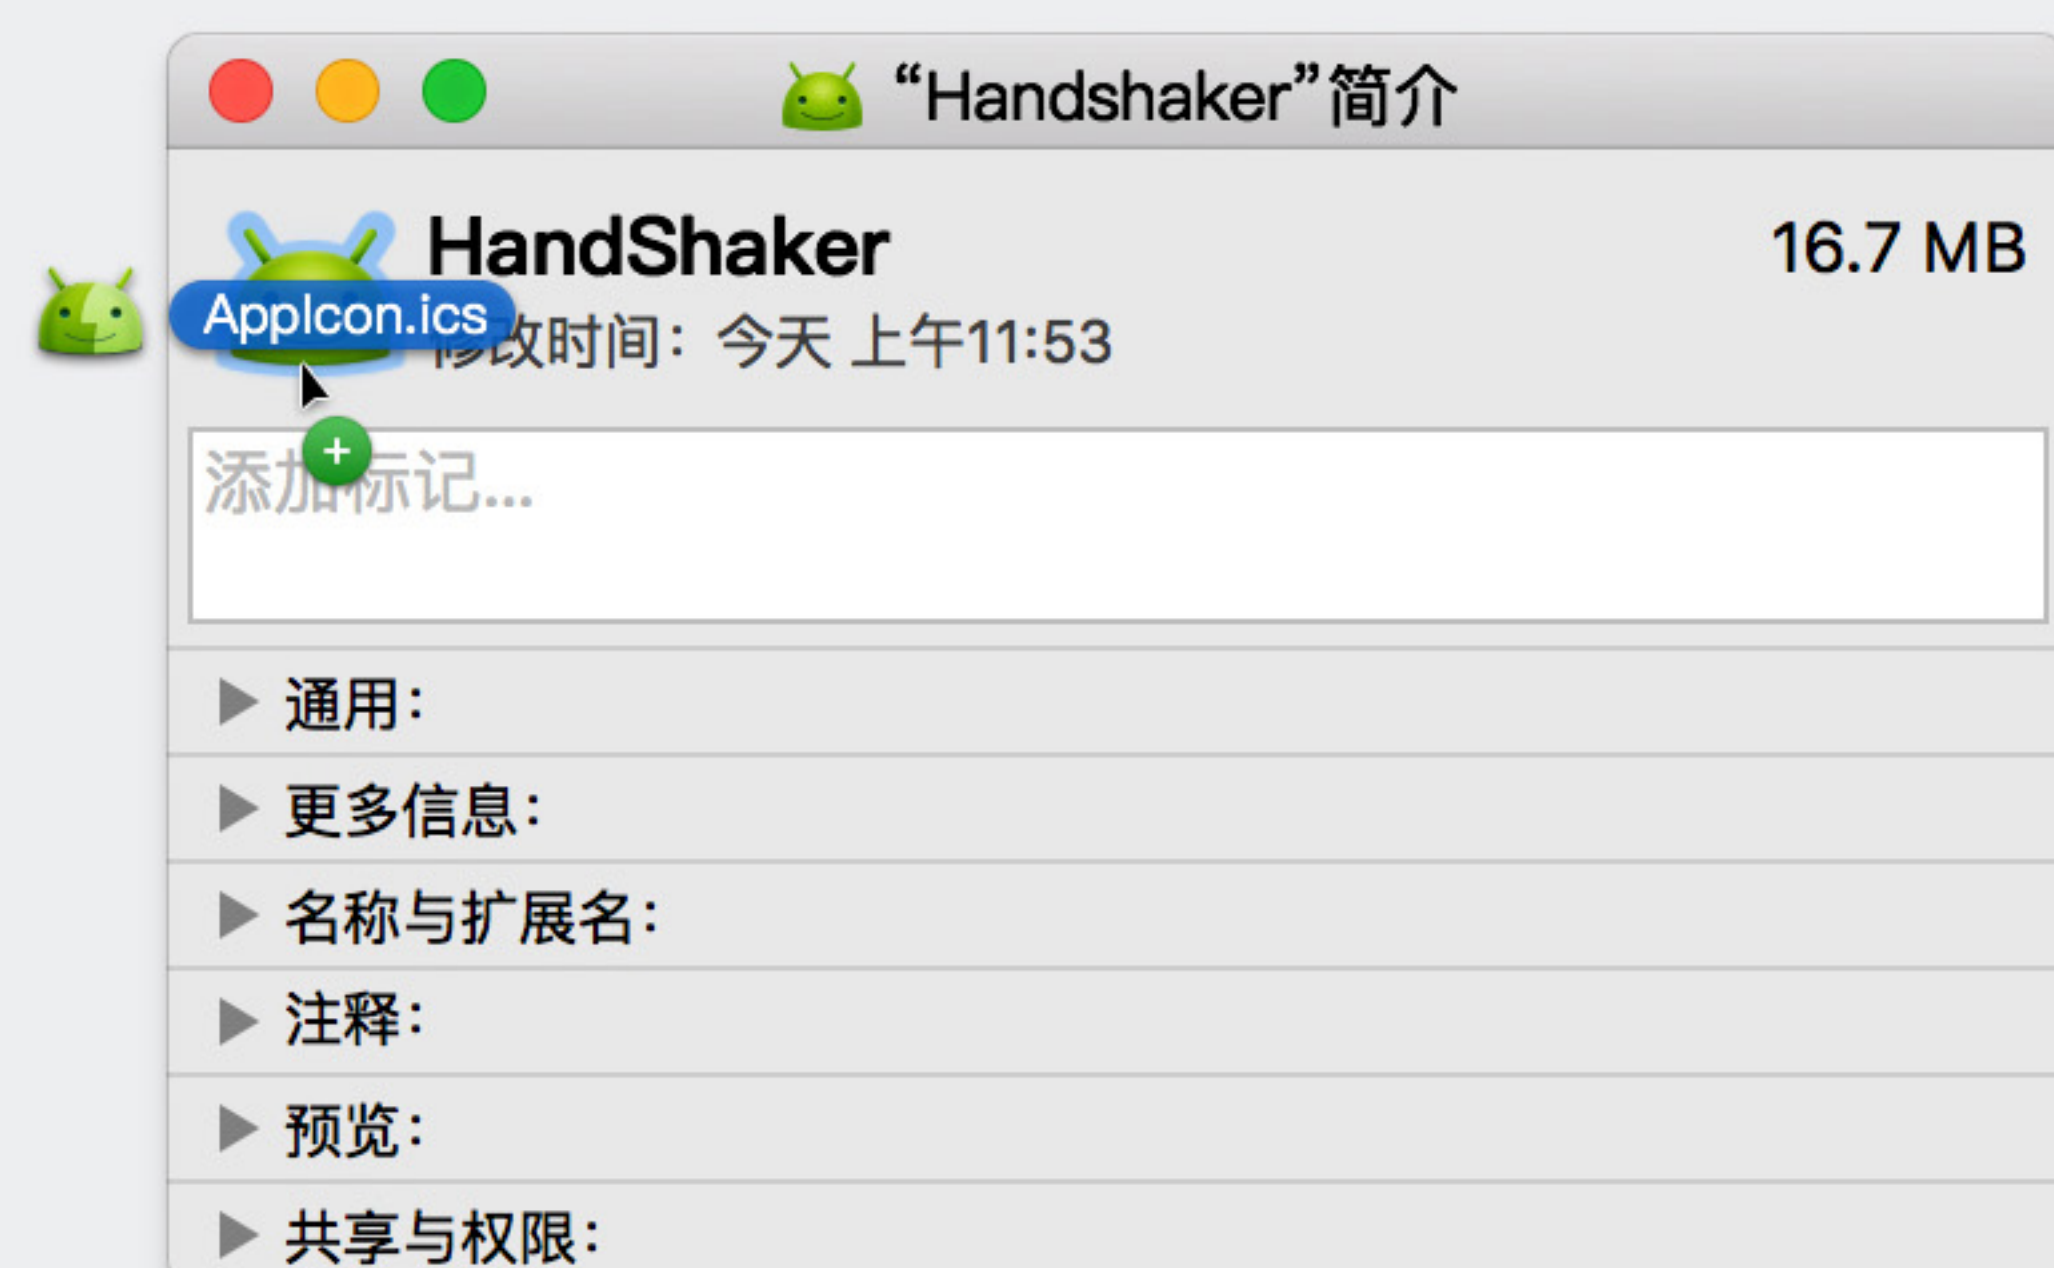 “Handshaker”简介
HandShaker
16.7 MB
AppIcon.ics
修改时间：今天 上午11:53
添加标记...
+
通用：
更多信息：
名称与扩展名：
注释：
预览：
共享与权限：